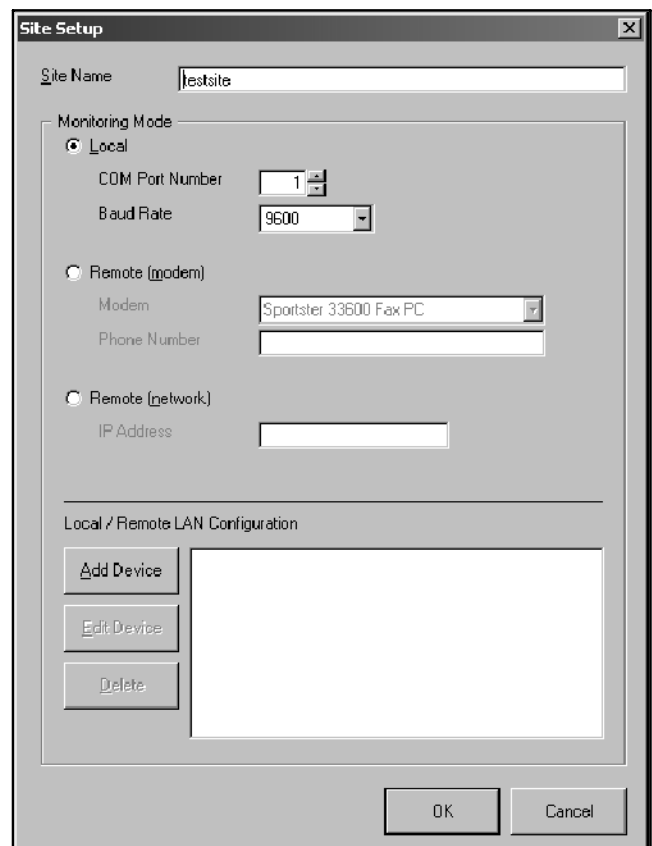 Site Setup
Site Name testsite
Monitoring Mode
Local
COM Port Number 1
Baud Rate 9600
Remote (modem)
Modem Sportster 33600 Fax PC
Phone Number
Remote (network)
IP Address
Local / Remote LAN Configuration
Add Device
Edit Device
Delete
OK Cancel